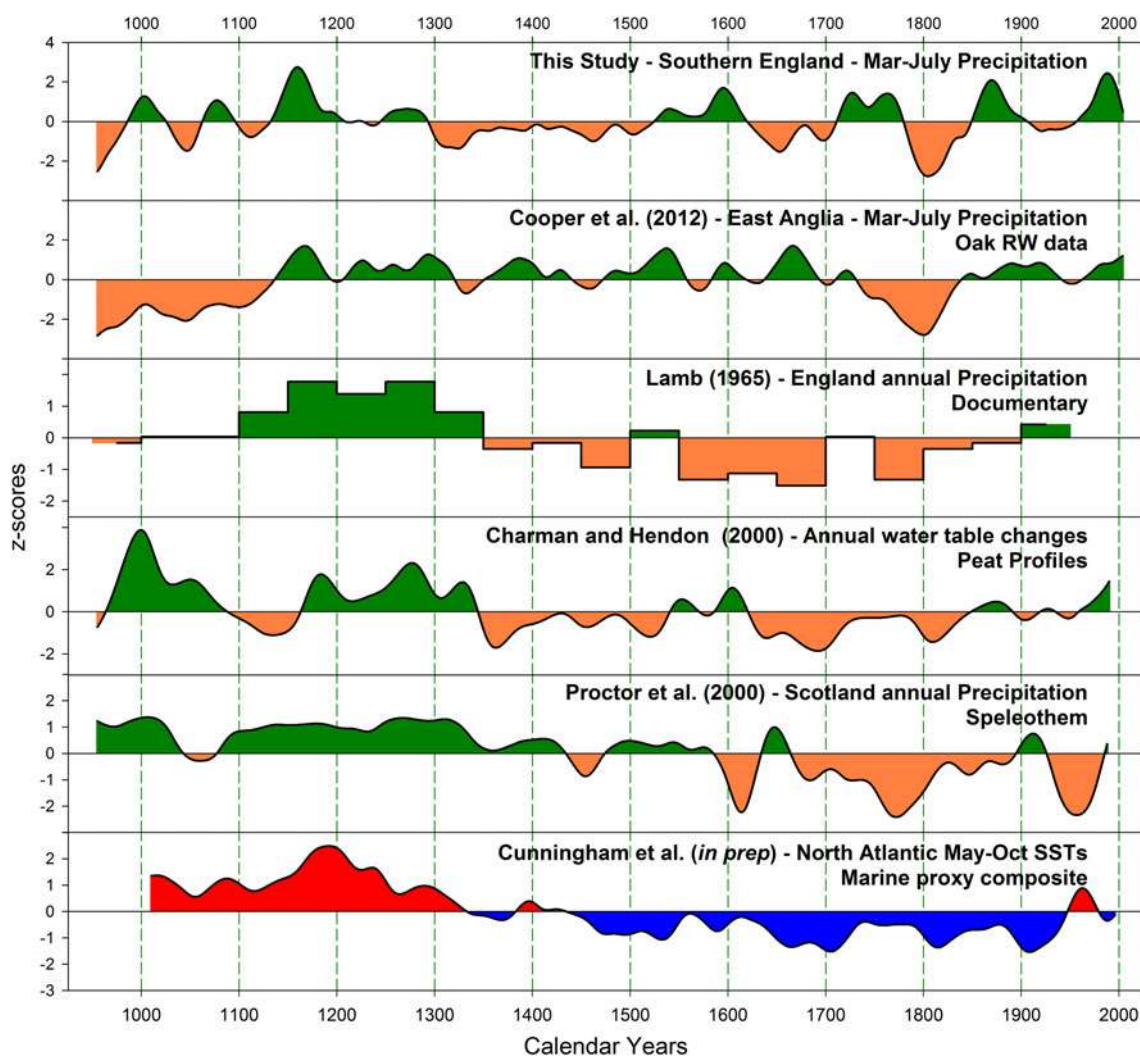 1000 1100 1200 1300 1400 1500 1600 1700 1800 1900 2000
4
2
0
-2
This Study - Southern England - Mar-July Precipitation
2
0
-2
Cooper et al. (2012) - East Anglia - Mar-July Precipitation
Oak RW data
1
0
-1
-2
Lamb (1965) - England annual Precipitation
Documentary
z-scores
2
0
-2
Charman and Hendon (2000) - Annual water table changes
Peat Profiles
2
1
0
-1
-2
Proctor et al. (2000) - Scotland annual Precipitation
Speleothem
2
1
0
-1
-2
-3
Cunningham et al. (in prep) - North Atlantic May-Oct SSTs
Marine proxy composite
1000 1100 1200 1300 1400 1500 1600 1700 1800 1900 2000
Calendar Years